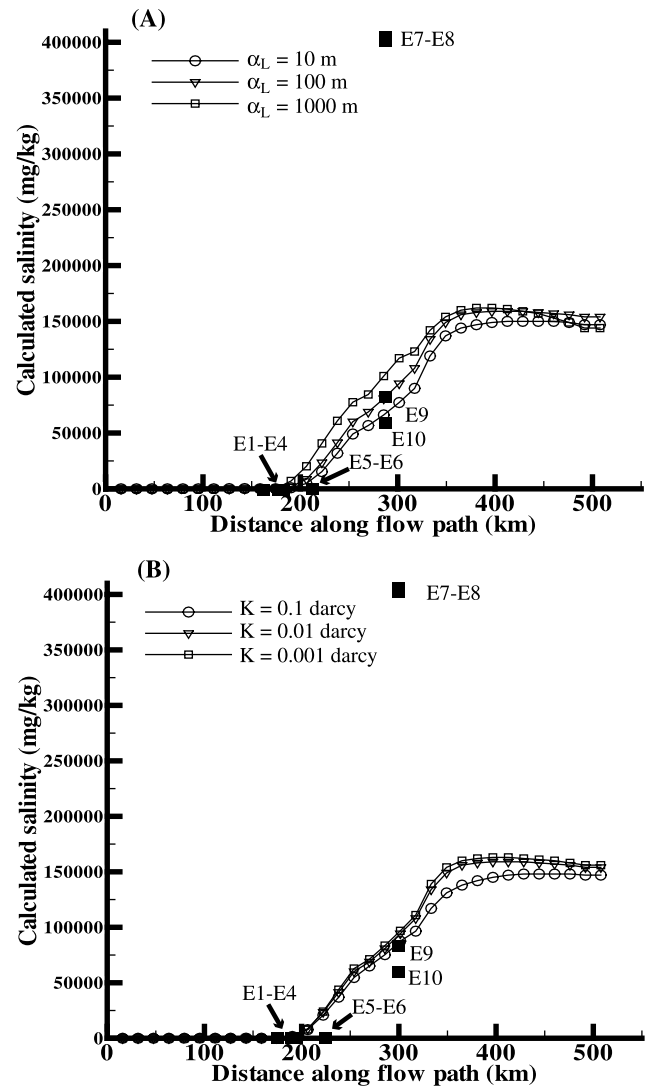 (A)
400000
350000
300000
250000
200000
150000
100000
50000
0
Calculated salinity (mg/kg)
αL = 10 m
αL = 100 m
αL = 1000 m
E7-E8
E9
E10
E1-E4
E5-E6
0 100 200 300 400 500
Distance along flow path (km)
(B)
400000
350000
300000
250000
200000
150000
100000
50000
0
Calculated salinity (mg/kg)
K = 0.1 darcy
K = 0.01 darcy
K = 0.001 darcy
E7-E8
E9
E10
E1-E4
E5-E6
0 100 200 300 400 500
Distance along flow path (km)